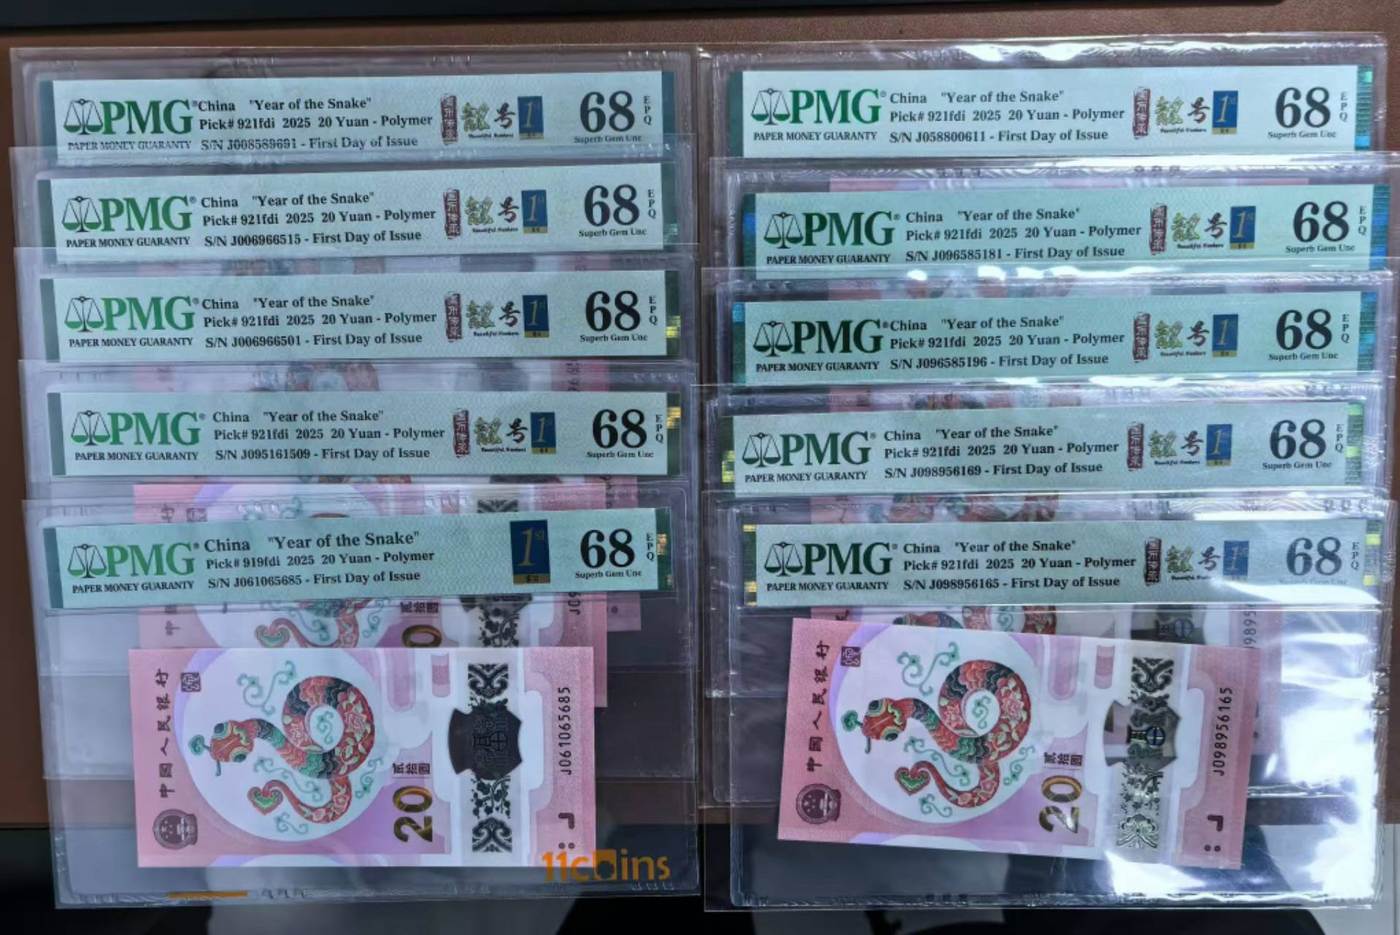 PMG®
PAPER MONEY GUARANTY
China "Year of the Snake"
Pick# 921fdi 2025 20 Yuan - Polymer
S/N J008589691 - First Day of Issue
号
1st
68
EPQ
Superb Gem Unc
PMG®
PAPER MONEY GUARANTY
China "Year of the Snake"
Pick# 921fdi 2025 20 Yuan - Polymer
S/N J006966515 - First Day of Issue
号
1st
68
EPQ
Superb Gem Unc
PMG®
PAPER MONEY GUARANTY
China "Year of the Snake"
Pick# 921fdi 2025 20 Yuan - Polymer
S/N J006966501 - First Day of Issue
号
1st
68
EPQ
Superb Gem Unc
PMG®
PAPER MONEY GUARANTY
China "Year of the Snake"
Pick# 921fdi 2025 20 Yuan - Polymer
S/N J095161509 - First Day of Issue
号
1st
68
EPQ
Superb Gem Unc
PMG®
PAPER MONEY GUARANTY
China "Year of the Snake"
Pick# 919fdi 2025 20 Yuan - Polymer
S/N J061065685 - First Day of Issue
1st
68
EPQ
Superb Gem Unc
中国人民银行
贰拾圆
20
J061065685
11coins
PMG®
PAPER MONEY GUARANTY
China "Year of the Snake"
Pick# 921fdi 2025 20 Yuan - Polymer
S/N J058800611 - First Day of Issue
号
1st
68
EPQ
Superb Gem Unc
PMG®
PAPER MONEY GUARANTY
China "Year of the Snake"
Pick# 921fdi 2025 20 Yuan - Polymer
S/N J096585181 - First Day of Issue
号
1st
68
EPQ
Superb Gem Unc
PMG®
PAPER MONEY GUARANTY
China "Year of the Snake"
Pick# 921fdi 2025 20 Yuan - Polymer
S/N J096585196 - First Day of Issue
号
1st
68
EPQ
Superb Gem Unc
PMG®
PAPER MONEY GUARANTY
China "Year of the Snake"
Pick# 921fdi 2025 20 Yuan - Polymer
S/N J098956169 - First Day of Issue
号
1st
68
EPQ
Superb Gem Unc
PMG®
PAPER MONEY GUARANTY
China "Year of the Snake"
Pick# 921fdi 2025 20 Yuan - Polymer
S/N J098956165 - First Day of Issue
号
1st
68
EPQ
Superb Gem Unc
中国人民银行
贰拾圆
20
J098956165